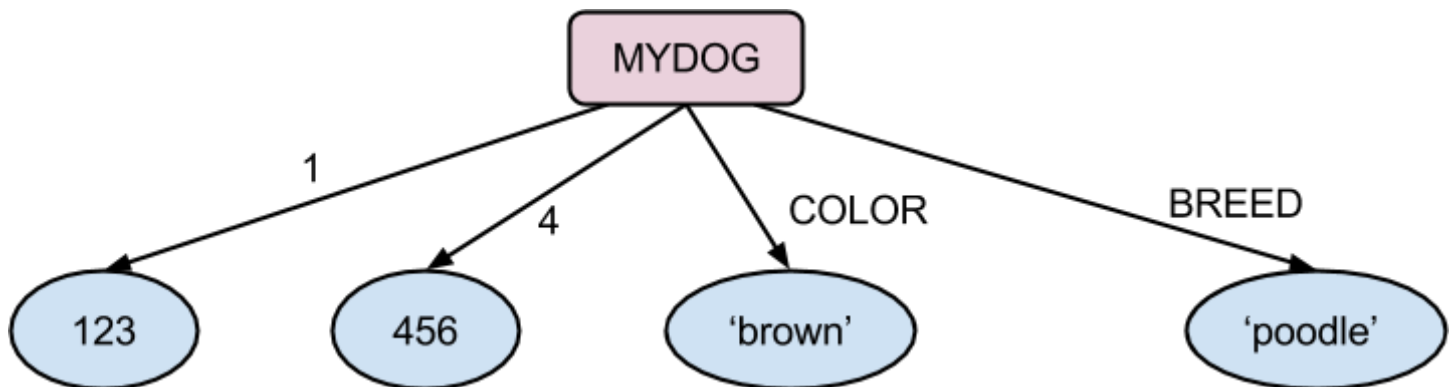 MYDOG
1
4
COLOR
BREED
123
456
‘brown’
‘poodle’